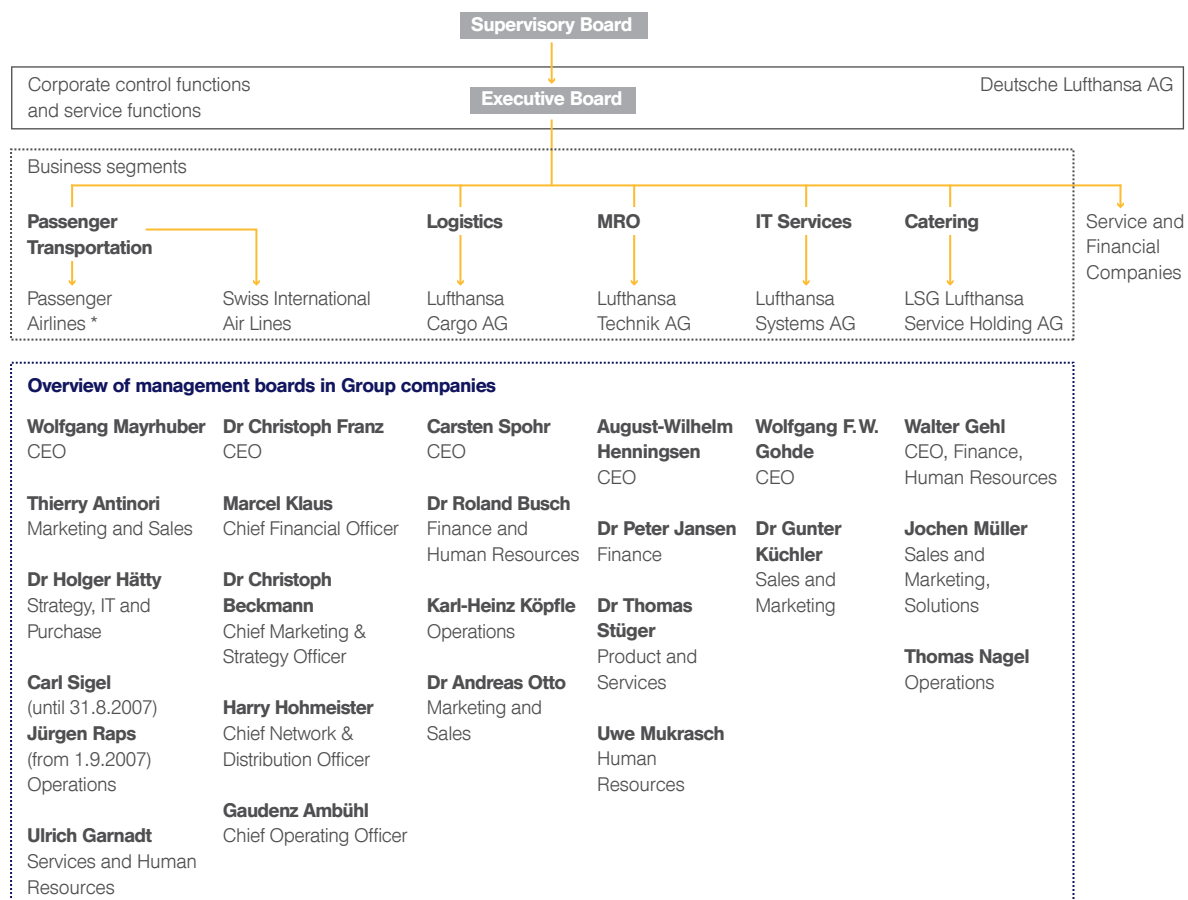 Supervisory Board
Corporate control functions
and service functions
Executive Board
Deutsche Lufthansa AG
Business segments
Passenger
Transportation
Logistics
MRO
IT Services
Catering
Service and
Financial
Companies
Passenger
Airlines *
Swiss International
Air Lines
Lufthansa
Cargo AG
Lufthansa
Technik AG
Lufthansa
Systems AG
LSG Lufthansa
Service Holding AG
Overview of management boards in Group companies
Wolfgang Mayrhuber
CEO
Thierry Antinori
Marketing and Sales
Dr Holger Hätty
Strategy, IT and
Purchase
Carl Sigel
(until 31.8.2007)
Jürgen Raps
(from 1.9.2007)
Operations
Ulrich Garnadt
Services and Human
Resources
Dr Christoph Franz
CEO
Marcel Klaus
Chief Financial Officer
Dr Christoph
Beckmann
Chief Marketing &
Strategy Officer
Harry Hohmeister
Chief Network &
Distribution Officer
Gaudenz Ambühl
Chief Operating Officer
Carsten Spohr
CEO
Dr Roland Busch
Finance and
Human Resources
Karl-Heinz Köpfle
Operations
Dr Andreas Otto
Marketing and
Sales
August-Wilhelm
Henningsen
CEO
Dr Peter Jansen
Finance
Dr Thomas
Stüger
Product and
Services
Uwe Mukrasch
Human
Resources
Wolfgang F. W.
Gohde
CEO
Dr Gunter
Küchler
Sales and
Marketing
Walter Gehl
CEO, Finance,
Human Resources
Jochen Müller
Sales and
Marketing,
Solutions
Thomas Nagel
Operations